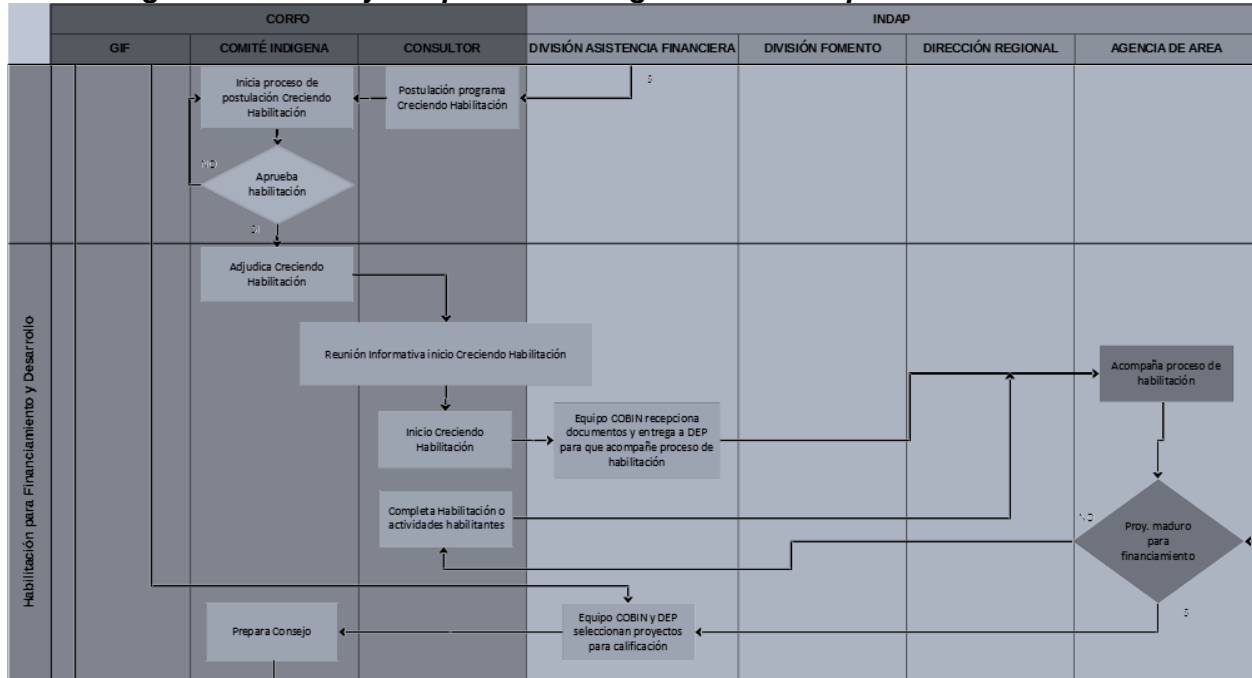 CORFO
INDAP
GIF
COMITÉ INDIGENA
CONSULTOR
DIVISIÓN ASISTENCIA FINANCIERA
DIVISIÓN FOMENTO
DIRECCIÓN REGIONAL
AGENCIA DE AREA
Inicia proceso de
postulación Creciendo
Habilitación
Postulación programa
Creciendo Habilitación
NO
Aprueba
habilitación
SI
Habilitación para Financiamiento y Desarrollo
Adjudica Creciendo
Habilitación
Reunión Informativa inicio Creciendo Habilitación
Acompaña proceso de
habilitación
Inicio Creciendo
Habilitación
Equipo COBIN recepciona
documentos y entrega a DEP
para que acompañe proceso de
habilitación
Completa Habilitación o
actividades habilitantes
NO
Proy. maduro
para
financiamiento
Prepara Consejo
Equipo COBIN y DEP
seleccionan proyectos
para calificación